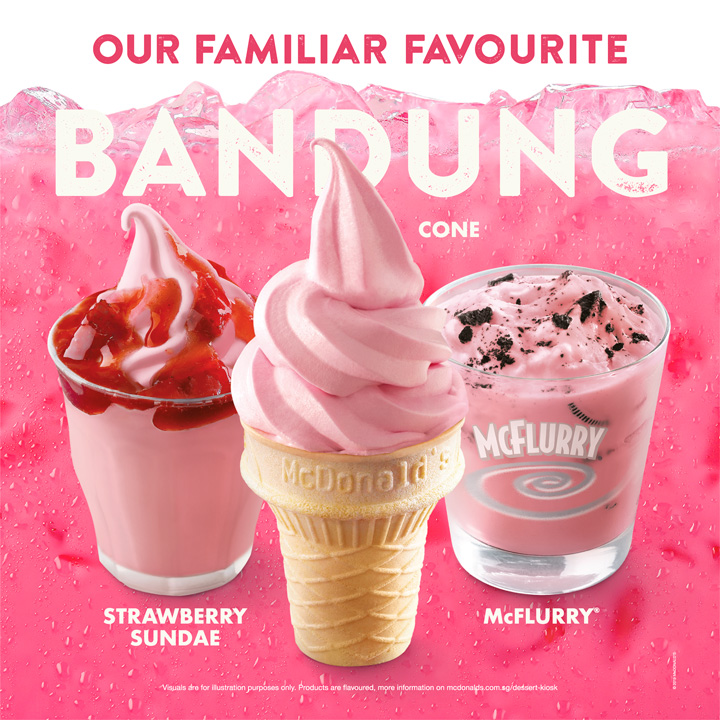 OUR FAMILIAR FAVOURITE
BANDUNG
CONE
McDonald's
McFLURRY
STRAWBERRY
SUNDAE
McFLURRY®
*Visuals are for illustration purposes only. Products are flavoured, more information on mcdonalds.com.sg/dessert-kiosk